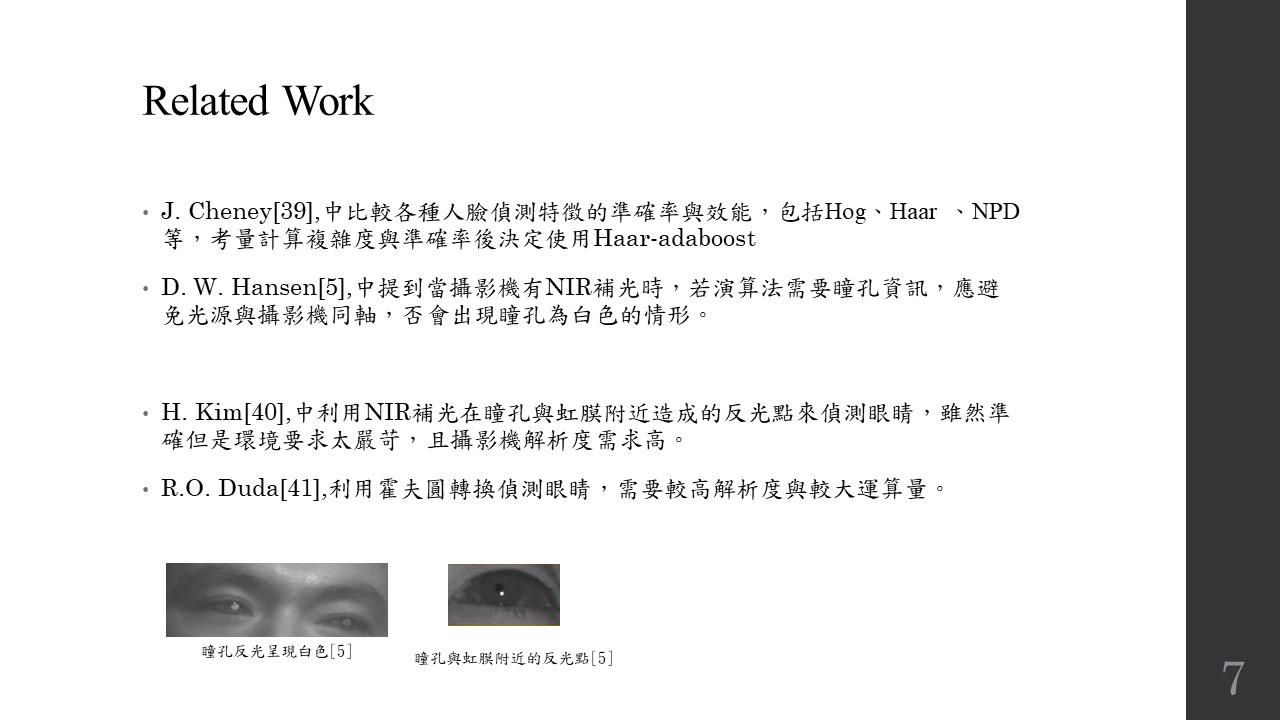 Related Work
• J. Cheney[39],中比較各種人臉偵測特徵的準確率與效能，包括Hog、Haar 、NPD
等，考量計算複雜度與準確率後決定使用Haar-adaboost
• D. W. Hansen[5],中提到當攝影機有NIR補光時，若演算法需要瞳孔資訊，應避
免光源與攝影機同軸，否會出現瞳孔為白色的情形。
• H. Kim[40],中利用NIR補光在瞳孔與虹膜附近造成的反光點來偵測眼睛，雖然準
確但是環境要求太嚴苛，且攝影機解析度需求高。
• R.O. Duda[41],利用霍夫圓轉換偵測眼睛，需要較高解析度與較大運算量。
瞳孔反光呈現白色[5]
瞳孔與虹膜附近的反光點[5]
7